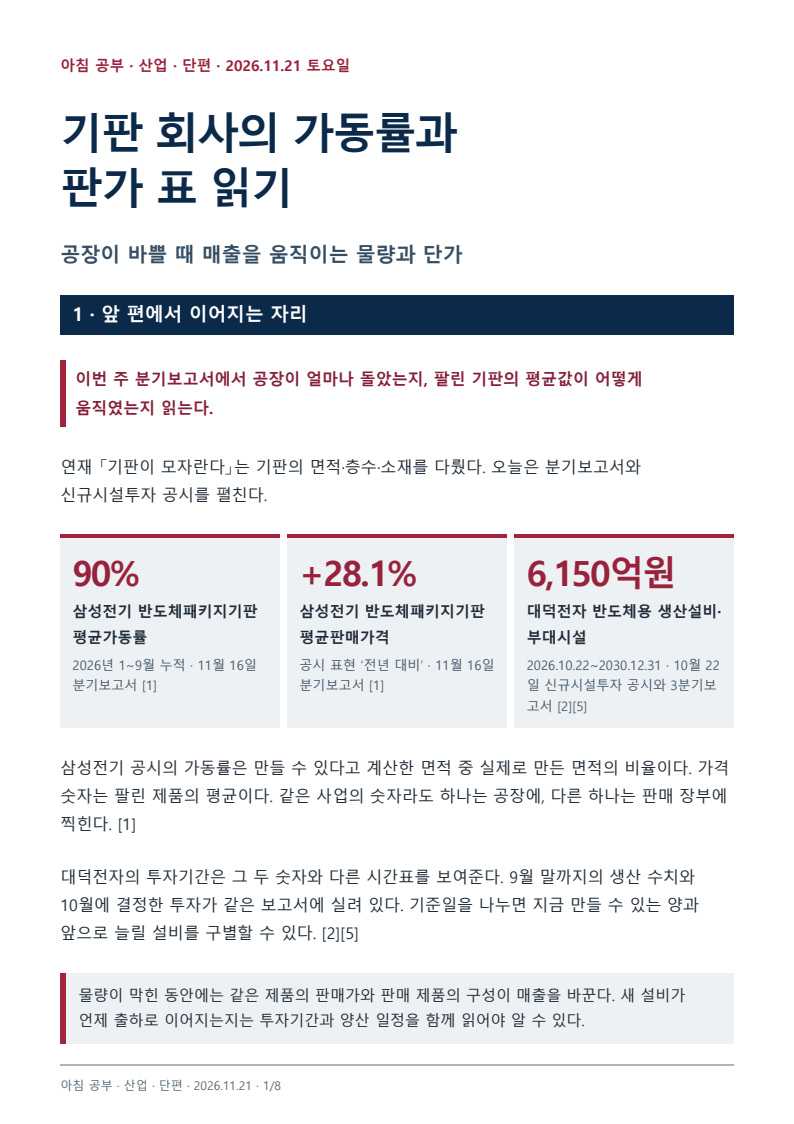 아침 공부 · 산업 · 단편 · 2026.11.21 토요일
기판 회사의 가동률과
판가 표 읽기
공장이 바쁠 때 매출을 움직이는 물량과 단가
1 · 앞 편에서 이어지는 자리
이번 주 분기보고서에서 공장이 얼마나 돌았는지, 팔린 기판의 평균값이 어떻게
움직였는지 읽는다.
연재 「기판이 모자란다」는 기판의 면적·층수·소재를 다뤘다. 오늘은 분기보고서와
신규시설투자 공시를 펼친다.
90%
삼성전기 반도체패키지기판
평균가동률
2026년 1~9월 누적 · 11월 16일
분기보고서 [1]
+28.1%
삼성전기 반도체패키지기판
평균판매가격
공시 표현 ‘전년 대비’ · 11월 16일
분기보고서 [1]
6,150억원
대덕전자 반도체용 생산설비·
부대시설
2026.10.22~2030.12.31 · 10월 22
일 신규시설투자 공시와 3분기보
고서 [2][5]
삼성전기 공시의 가동률은 만들 수 있다고 계산한 면적 중 실제로 만든 면적의 비율이다. 가격
숫자는 팔린 제품의 평균이다. 같은 사업의 숫자라도 하나는 공장에, 다른 하나는 판매 장부에
찍힌다. [1]
대덕전자의 투자기간은 그 두 숫자와 다른 시간표를 보여준다. 9월 말까지의 생산 수치와
10월에 결정한 투자가 같은 보고서에 실려 있다. 기준일을 나누면 지금 만들 수 있는 양과
앞으로 늘릴 설비를 구별할 수 있다. [2][5]
물량이 막힌 동안에는 같은 제품의 판매가와 판매 제품의 구성이 매출을 바꾼다. 새 설비가
언제 출하로 이어지는지는 투자기간과 양산 일정을 함께 읽어야 알 수 있다.
아침 공부 · 산업 · 단편 · 2026.11.21 · 1/8